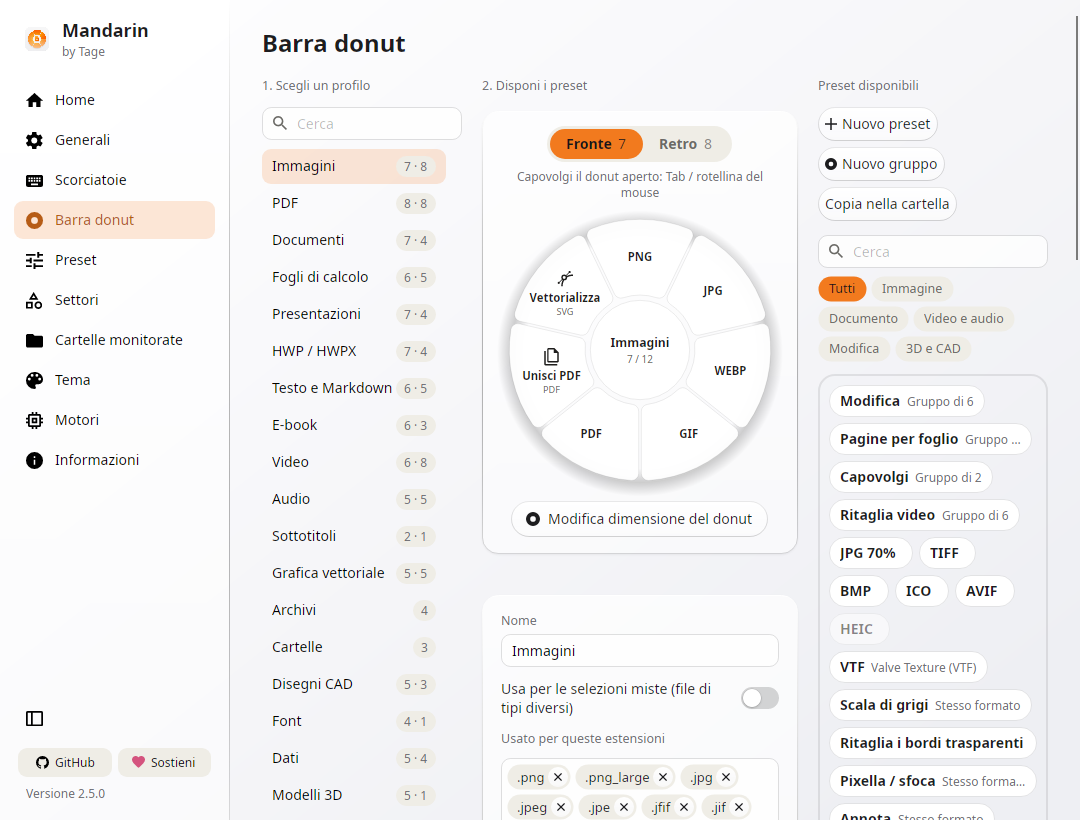 Mandarin
by Tage
Home
Generali
Scorciatoie
Barra donut
Preset
Settori
Cartelle monitorate
Tema
Motori
Informazioni
GitHub
Sostieni
Versione 2.5.0
Barra donut
1. Scegli un profilo
Cerca
Immagini 7 · 8
PDF 8 · 8
Documenti 7 · 4
Fogli di calcolo 6 · 5
Presentazioni 7 · 4
HWP / HWPX 7 · 4
Testo e Markdown 6 · 5
E-book 6 · 3
Video 6 · 8
Audio 5 · 5
Sottotitoli 2 · 1
Grafica vettoriale 5 · 5
Archivi 4
Cartelle 3
Disegni CAD 5 · 3
Font 4 · 1
Dati 5 · 4
Modelli 3D 5 · 1
2. Disponi i preset
Fronte 7
Retro 8
Capovolgi il donut aperto: Tab / rotellina del
mouse
PNG
JPG
WEBP
GIF
PDF
Unisci PDF
PDF
Vettorializza
SVG
Immagini
7 / 12
Modifica dimensione del donut
Nome
Immagini
Usa per le selezioni miste (file di
tipi diversi)
Usato per queste estensioni
.png ✕ .png_large ✕ .jpg ✕
.jpeg ✕ .jpe ✕ .jfif ✕ .jif ✕
Preset disponibili
Nuovo preset
Nuovo gruppo
Copia nella cartella
Cerca
Tutti Immagine
Documento Video e audio
Modifica 3D e CAD
Modifica Gruppo di 6
Pagine per foglio Gruppo ...
Capovolgi Gruppo di 2
Ritaglia video Gruppo di 6
JPG 70% TIFF
BMP ICO AVIF
HEIC
VTF Valve Texture (VTF)
Scala di grigi Stesso formato
Ritaglia i bordi trasparenti
Pixella / sfoca Stesso forma...
Annota Stesso formato